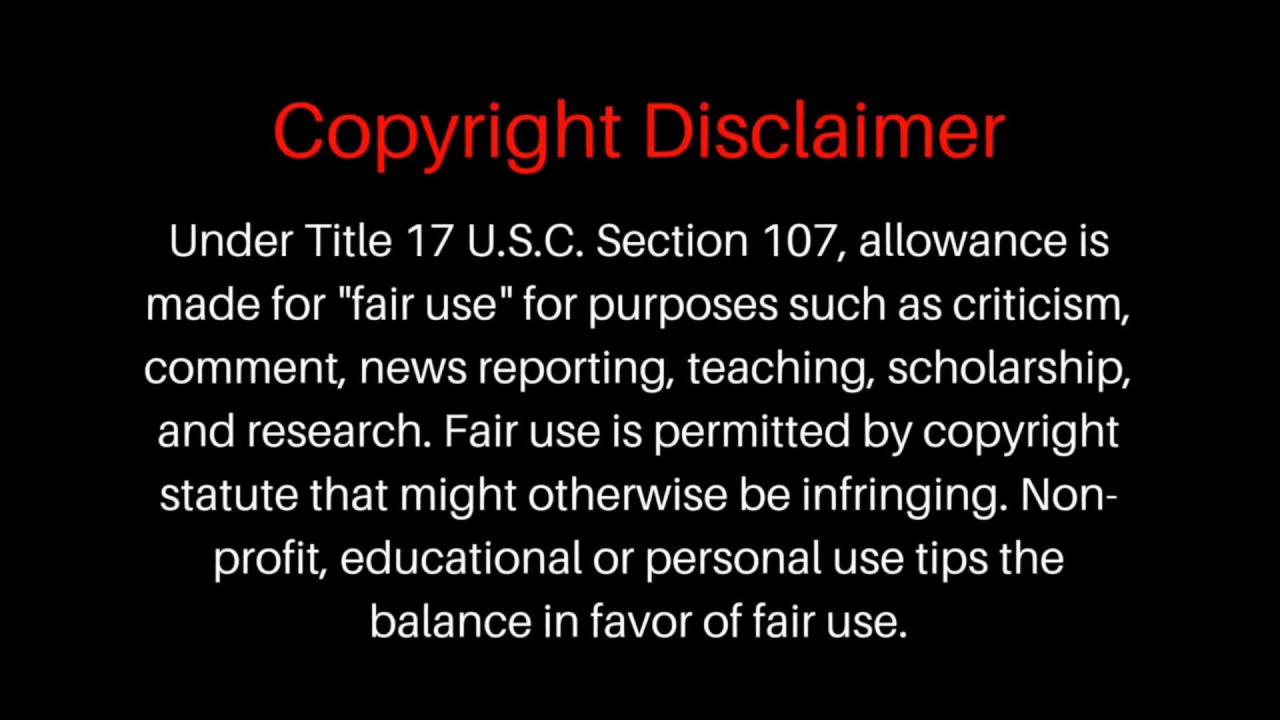 Copyright Disclaimer
Under Title 17 U.S.C. Section 107, allowance is
made for "fair use" for purposes such as criticism,
comment, news reporting, teaching, scholarship,
and research. Fair use is permitted by copyright
statute that might otherwise be infringing. Non-
profit, educational or personal use tips the
balance in favor of fair use.